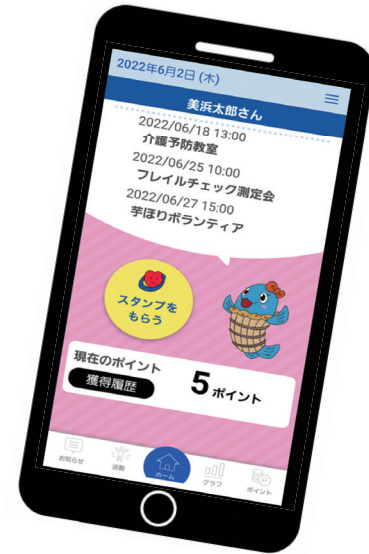 2022年6月2日 (木)
美浜太郎さん
2022/06/18 13:00
介護予防教室
2022/06/25 10:00
フレイルチェック測定会
2022/06/27 15:00
芋ほりボランティア
スタンプを
もらう
現在のポイント
獲得履歴
5ポイント
お知らせ
活動
ホーム
グラフ
ポイント